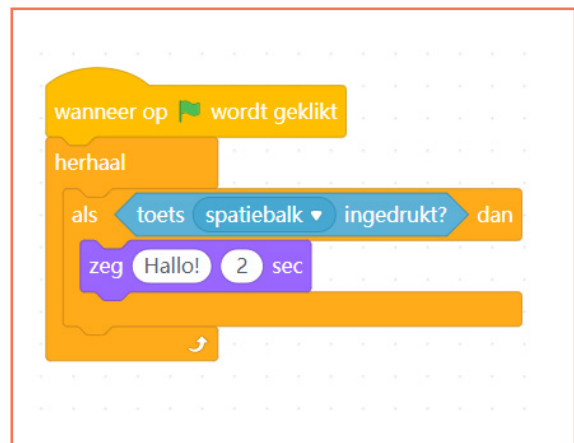 wanneer op wordt geklikt
herhaal
als toets spatiebalk ingedrukt? dan
zeg Hallo! 2 sec